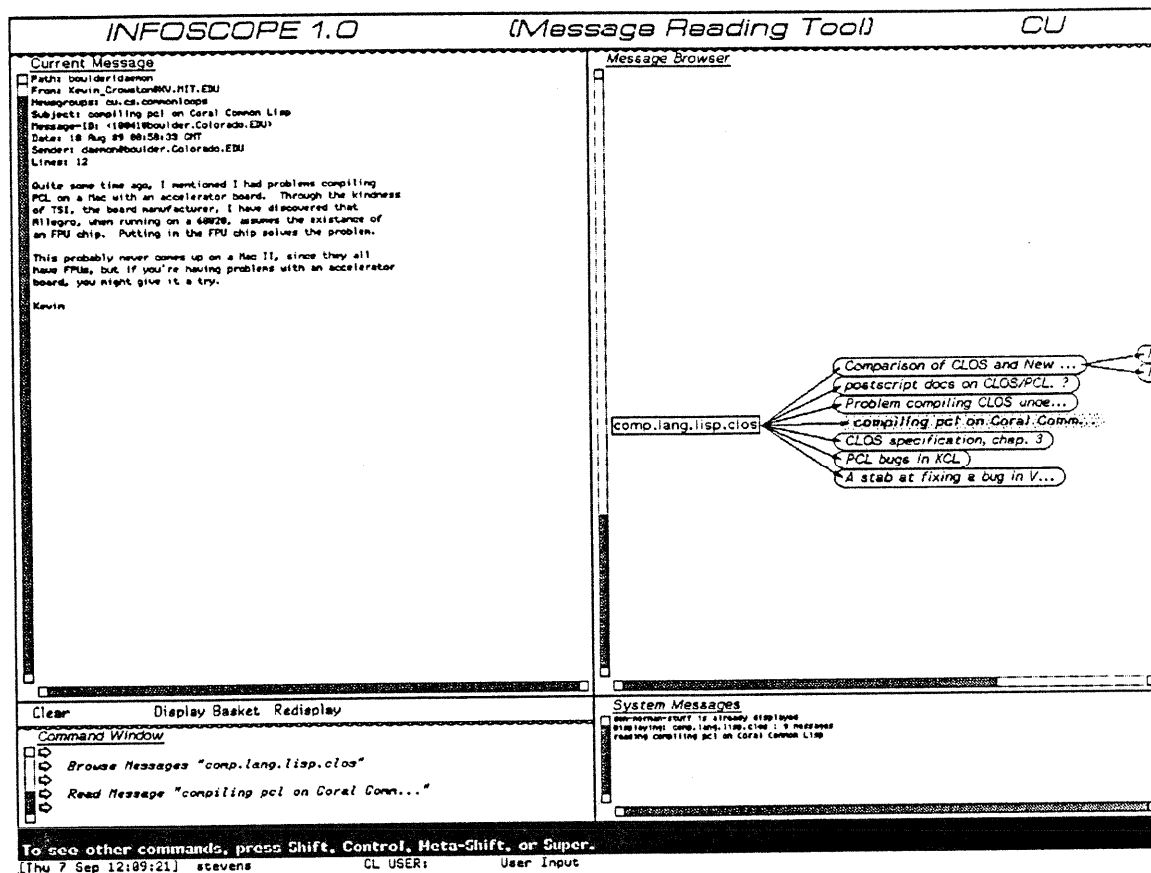 INFOSCOPE 1.0 (Message Reading Tool) CU
Current Message
Path: boulder!daemon
From: Kevin_Crowston@XV.MIT.EDU
Newsgroups: cu.cs.commonloops
Subject: compiling pcl on Coral Common Lisp
Message-ID: <10041@boulder.Colorado.EDU>
Date: 18 Aug 89 00:58:33 GMT
Sender: daemon@boulder.Colorado.EDU
Lines: 12
Quite some time ago, I mentioned I had problems compiling
PCL on a Mac with an accelerator board. Through the kindness
of TSI, the board manufacturer, I have discovered that
Allegro, when running on a 68020, assumes the existance of
an FPU chip. Putting in the FPU chip solves the problem.
This probably never comes up on a Mac II, since they all
have FPUs, but if you're having problems with an accelerator
board, you might give it a try.
Kevin
Message Browser
comp.lang.lisp.clos
Comparison of CLOS and New ...
postscript docs on CLOS/PCL. ?
Problem compiling CLOS unde...
compiling pcl on Coral Comm...
CLOS specification, chap. 3
PCL bugs in KCL
A stab at fixing a bug in V...
Clear Display Basket Redisplay
Command Window
Browse Messages "comp.lang.lisp.clos"
Read Message "compiling pcl on Coral Comm..."
System Messages
don-norman-stuff is already displayed
Displaying: comp.lang.lisp.clos : 9 messages
reading compiling pcl on Coral Common Lisp
To see other commands, press Shift, Control, Meta-Shift, or Super.
[Thu 7 Sep 12:09:21] stevens CL USER: User Input